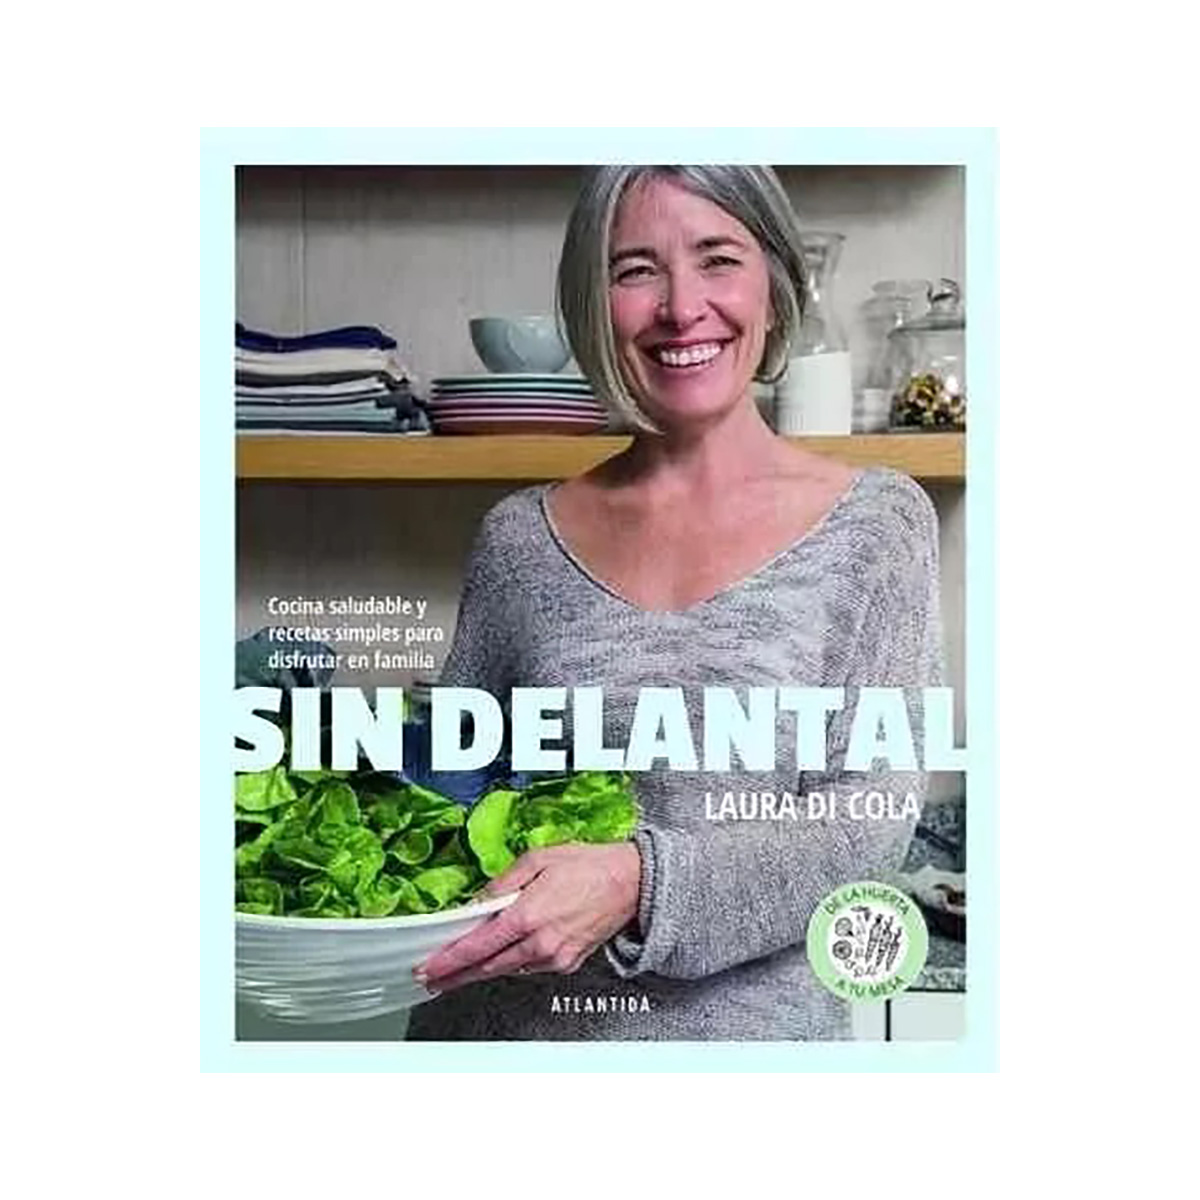 Cocina saludable y
recetas simples para
disfrutar en familia
SIN DELANTAL
LAURA DI COLA
DE LA HUERTA
A TU MESA
ATLANTIDA